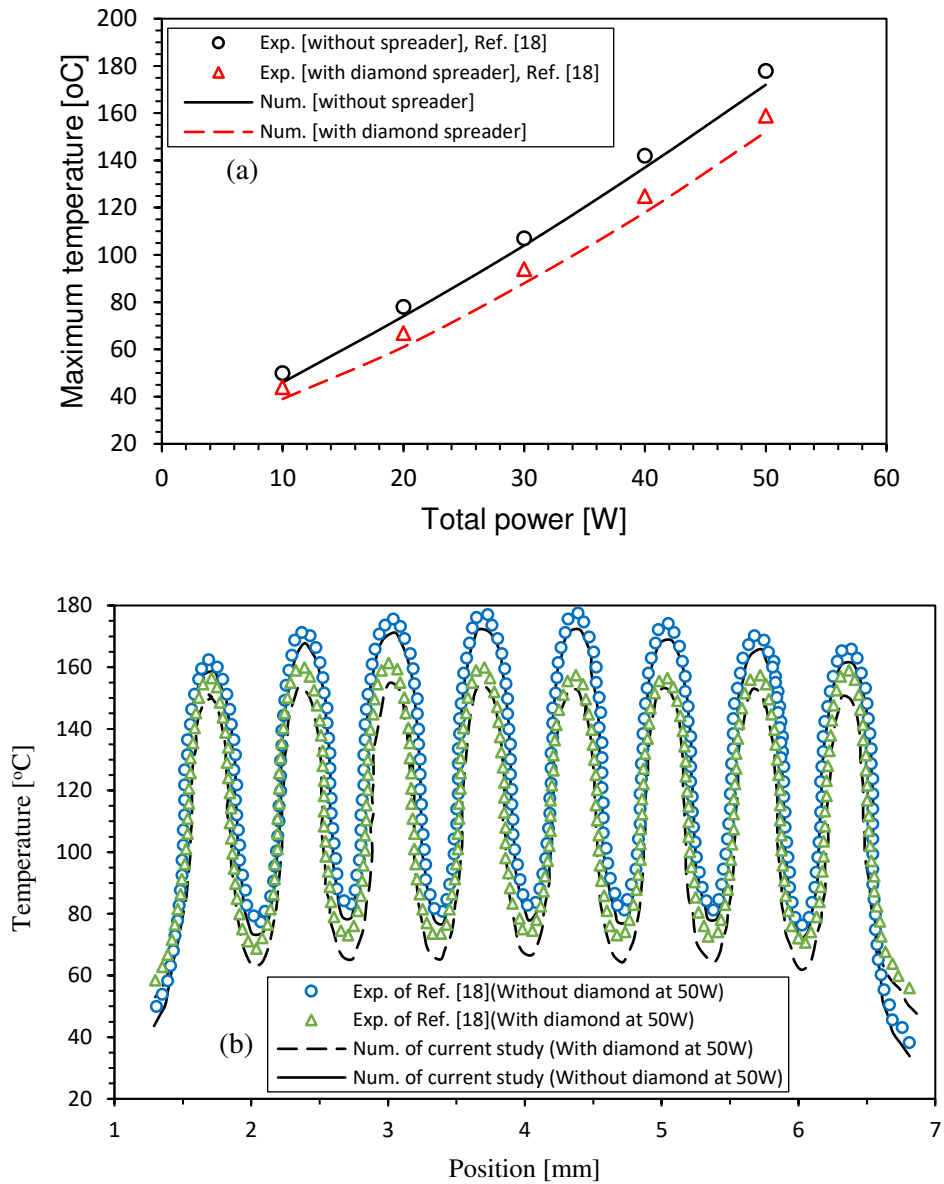 200
180
160
140
120
100
80
60
40
20
Maximum temperature [oC]
Exp. [without spreader], Ref. [18]
Exp. [with diamond spreader], Ref. [18]
Num. [without spreader]
Num. [with diamond spreader]
(a)
0 10 20 30 40 50 60
Total power [W]
180
160
140
120
100
80
60
40
20
Temperature [°C]
Exp. of Ref. [18](Without diamond at 50W)
Exp. of Ref. [18](With diamond at 50W)
Num. of current study (With diamond at 50W)
Num. of current study (Without diamond at 50W)
(b)
1 2 3 4 5 6 7
Position [mm]